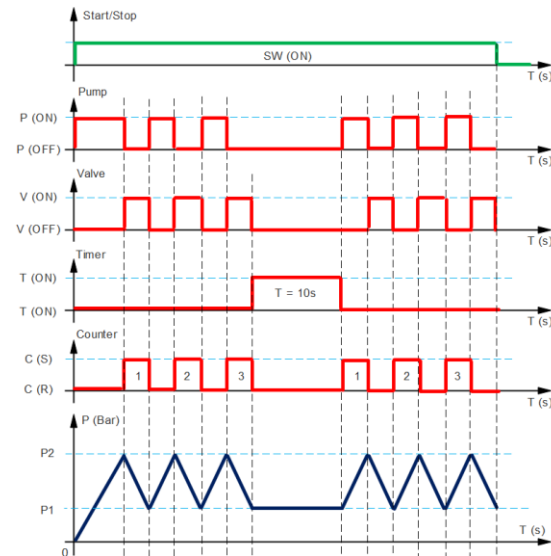 Start/Stop
SW (ON)
T (s)
Pump
P (ON)
P (OFF)
T (s)
Valve
V (ON)
V (OFF)
T (s)
Timer
T (ON)
T = 10s
T (ON)
T (s)
Counter
C (S)
1 2 3 1 2 3
C (R)
T (s)
P (Bar)
P2
P1
T (s)
0